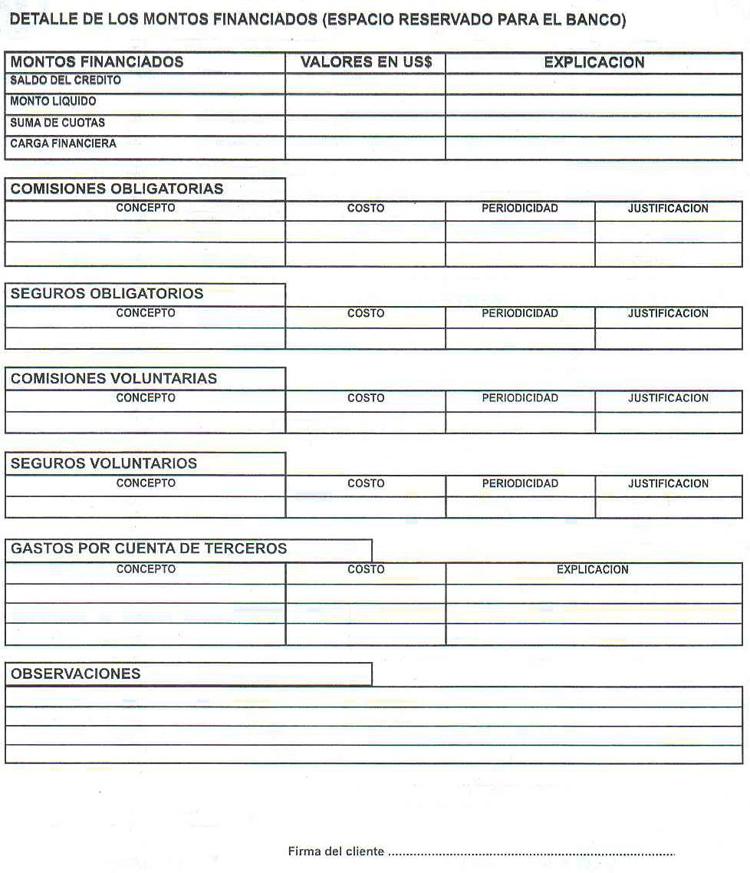 DETALLE DE LOS MONTOS FINANCIADOS (ESPACIO RESERVADO PARA EL BANCO)
MONTOS FINANCIADOS VALORES EN US$ EXPLICACION
SALDO DEL CREDITO
MONTO LIQUIDO
SUMA DE CUOTAS
CARGA FINANCIERA
COMISIONES OBLIGATORIAS
CONCEPTO COSTO PERIODICIDAD JUSTIFICACION
SEGUROS OBLIGATORIOS
CONCEPTO COSTO PERIODICIDAD JUSTIFICACION
COMISIONES VOLUNTARIAS
CONCEPTO COSTO PERIODICIDAD JUSTIFICACION
SEGUROS VOLUNTARIOS
CONCEPTO COSTO PERIODICIDAD JUSTIFICACION
GASTOS POR CUENTA DE TERCEROS
CONCEPTO COSTO EXPLICACION
OBSERVACIONES
Firma del cliente ................................................................